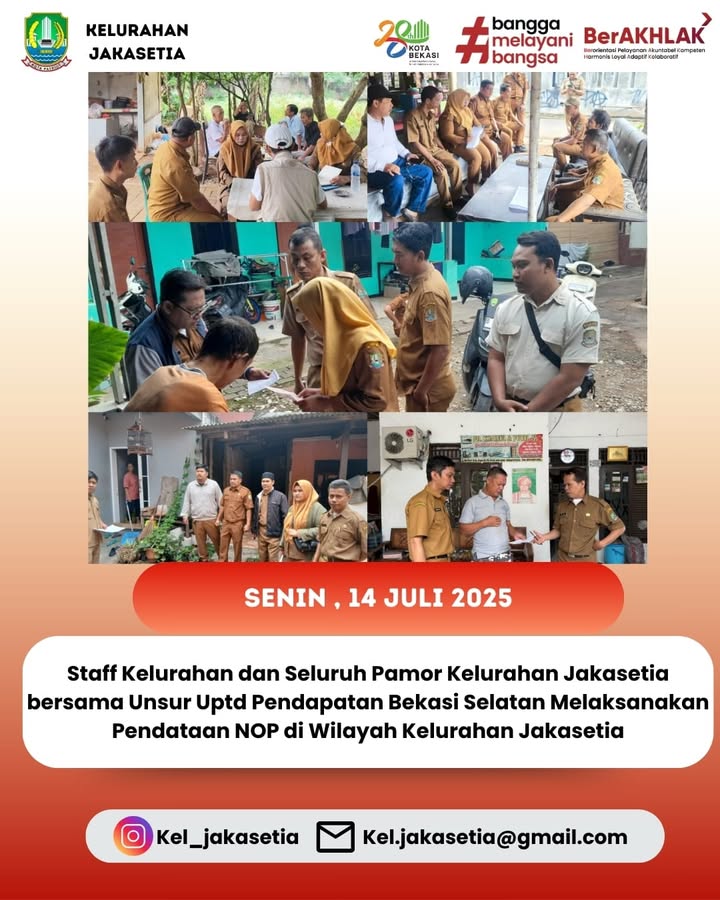 KELURAHAN
JAKASETIA
KOTA
BEKASI
#bangga
melayani
bangsa
BerAKHLAK
Berorientasi Pelayanan Akuntabel Kompeten
Harmonis Loyal Adaptif Kolaboratif
LG
SENIN , 14 JULI 2025
Staff Kelurahan dan Seluruh Pamor Kelurahan Jakasetia
bersama Unsur Uptd Pendapatan Bekasi Selatan Melaksanakan
Pendataan NOP di Wilayah Kelurahan Jakasetia
Kel_jakasetia
Kel.jakasetia@gmail.com